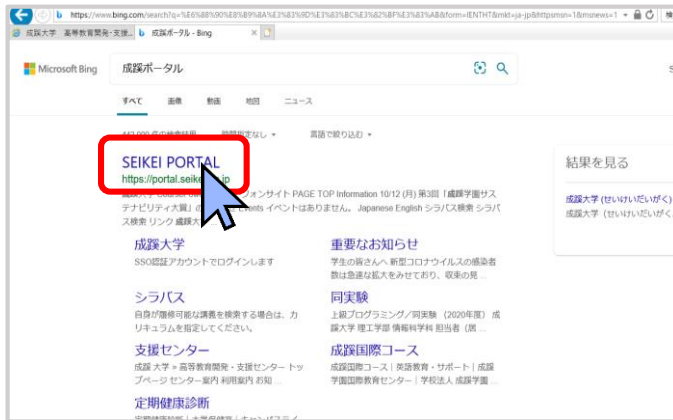 https://www.bing.com/search?q=%E6%88%90%E8%B9%8A%E3%83%9D%E3%83%BC%E3%82%BF%E3%83%AB&form=IENTHT&mkt=ja-jp&httpsmsn=1&msnews=1
成蹊大学 高等教育開発・支援...
成蹊ポータル - Bing
Microsoft Bing
成蹊ポータル
すべて 画像 動画 地図 ニュース
時間指定なし
言語で絞り込む
SEIKEI PORTAL
https://portal.seikei jp
フォンサイト PAGE TOP Information 10/12 (月) 第3回「成蹊学園サス
テナビリティ大賞」の Events イベントはありません。 Japanese English シラバス検索 シラバ
ス検索 リンク 成蹊大
成蹊大学
SSO認証アカウントでログインします
重要なお知らせ
学生の皆さんへ 新型コロナウイルスの感染者
数は急速な拡大をみせており、収束の見 ...
シラバス
自身が履修可能な講義を検索する場合は、カ
リキュラムを指定してください。
同実験
上級プログラミング／同実験 （2020年度） 成
蹊大学 理工学部 情報科学科 担当者（居 ...
支援センター
成蹊 大学 » 高等教育開発・支援センター トッ
プページ センター案内 利用案内 お知 ...
成蹊国際コース
成蹊国際コース｜英語教育・サポート｜成蹊
学園国際教育センター｜学校法人 成蹊学園 ...
定期健康診断
結果を見る
成蹊大学 (せいけいだいがく)
成蹊大学（せいけいだいがく